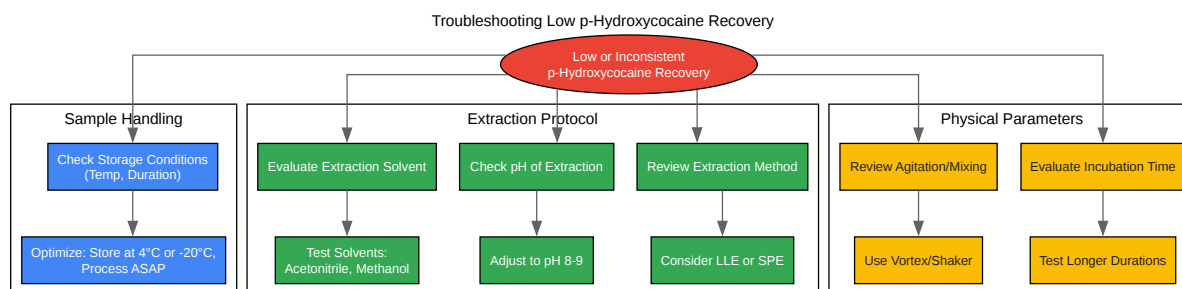 Troubleshooting Low p-Hydroxycocaine Recovery
Low or Inconsistent
p-Hydroxycocaine Recovery
Sample Handling
Extraction Protocol
Physical Parameters
Check Storage Conditions
(Temp, Duration)
Evaluate Extraction Solvent
Check pH of Extraction
Review Extraction Method
Review Agitation/Mixing
Evaluate Incubation Time
Optimize: Store at 4°C or -20°C,
Process ASAP
Test Solvents:
Acetonitrile, Methanol
Adjust to pH 8-9
Consider LLE or SPE
Use Vortex/Shaker
Test Longer Durations